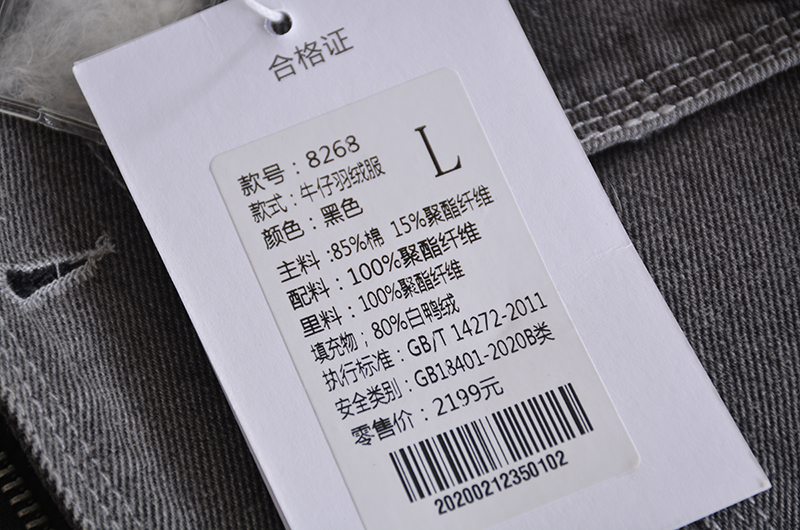 合格证
L
款号：8268
款式：牛仔羽绒服
颜色：黑色
主料：85%棉 15%聚酯纤维
配料：100%聚酯纤维
里料：100%聚酯纤维
填充物；80%白鸭绒
执行标准：GB/T 14272-2011
安全类别：GB18401-2020B类
零售价：2199元
20200212350102